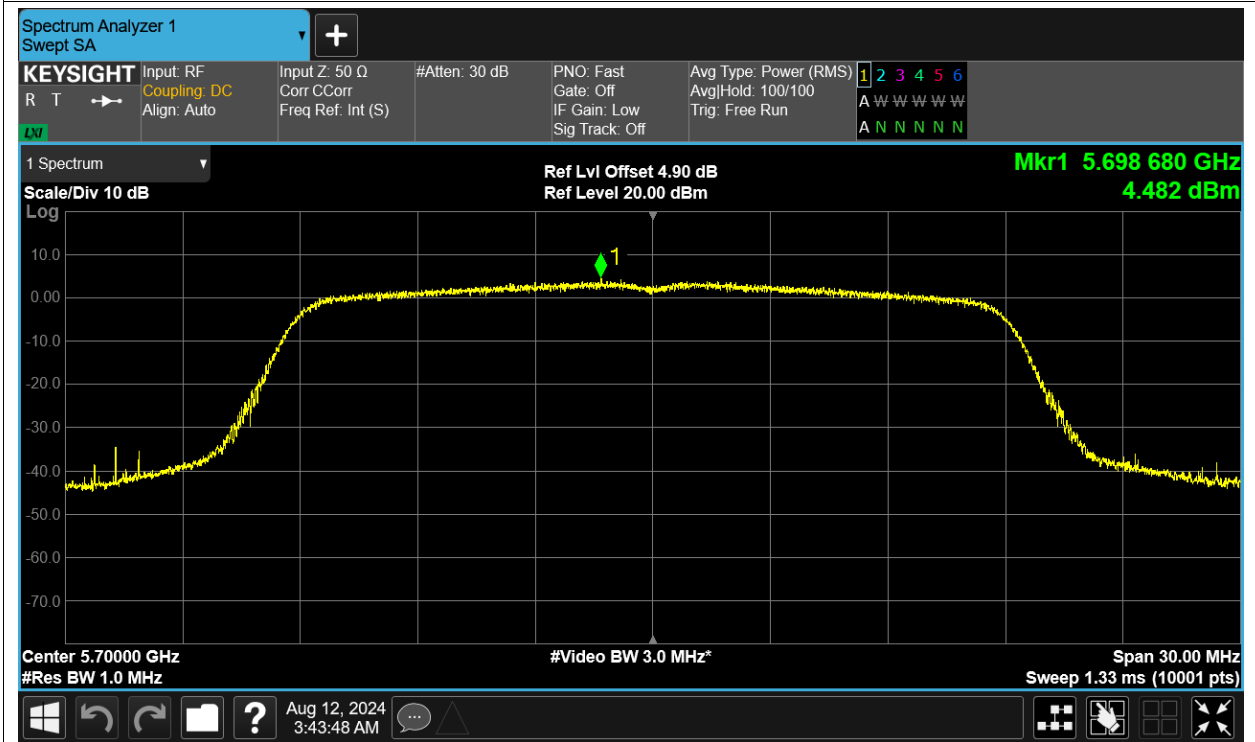 Spectrum Analyzer 1
Swept SA
+
KEYSIGHT
R T
LXI
Input: RF
Coupling: DC
Align: Auto
Input Z: 50 Ω
Corr CCorr
Freq Ref: Int (S)
#Atten: 30 dB
PNO: Fast
Gate: Off
IF Gain: Low
Sig Track: Off
Avg Type: Power (RMS)
Avg|Hold: 100/100
Trig: Free Run
1 2 3 4 5 6
A W W W W W
A N N N N N
1 Spectrum
Scale/Div 10 dB
Log
Ref Lvl Offset 4.90 dB
Ref Level 20.00 dBm
Mkr1 5.698 680 GHz
4.482 dBm
1
10.0
0.00
-10.0
-20.0
-30.0
-40.0
-50.0
-60.0
-70.0
Center 5.70000 GHz
#Res BW 1.0 MHz
#Video BW 3.0 MHz*
Span 30.00 MHz
Sweep 1.33 ms (10001 pts)
?
Aug 12, 2024
3:43:48 AM